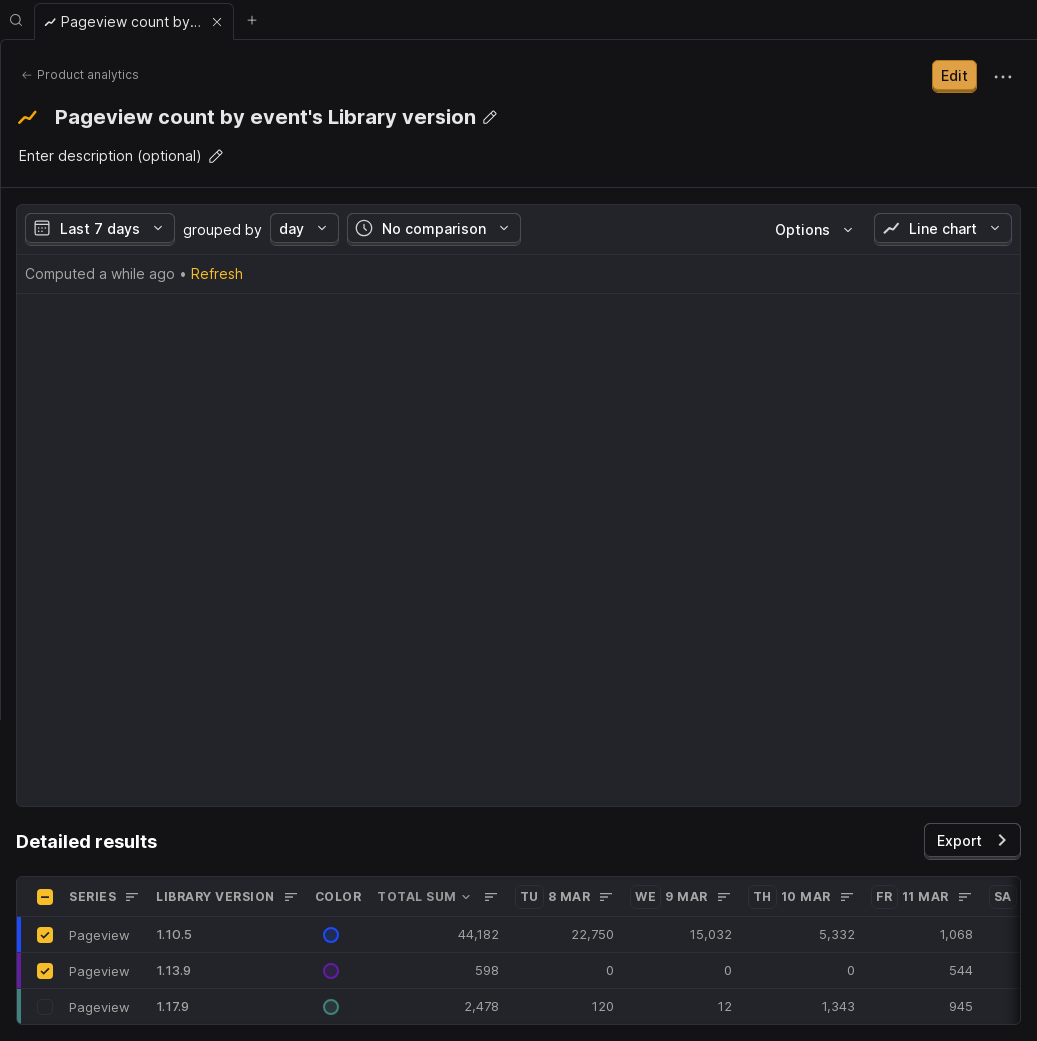 Pageview count by...
Product analytics
Edit
Pageview count by event's Library version
Enter description (optional)
Last 7 days grouped by day No comparison Options Line chart
Computed a while ago • Refresh
Detailed results
Export
SERIES LIBRARY VERSION COLOR TOTAL SUM TU 8 MAR WE 9 MAR TH 10 MAR FR 11 MAR SA
Pageview 1.10.5 44,182 22,750 15,032 5,332 1,068
Pageview 1.13.9 598 0 0 0 544
Pageview 1.17.9 2,478 120 12 1,343 945